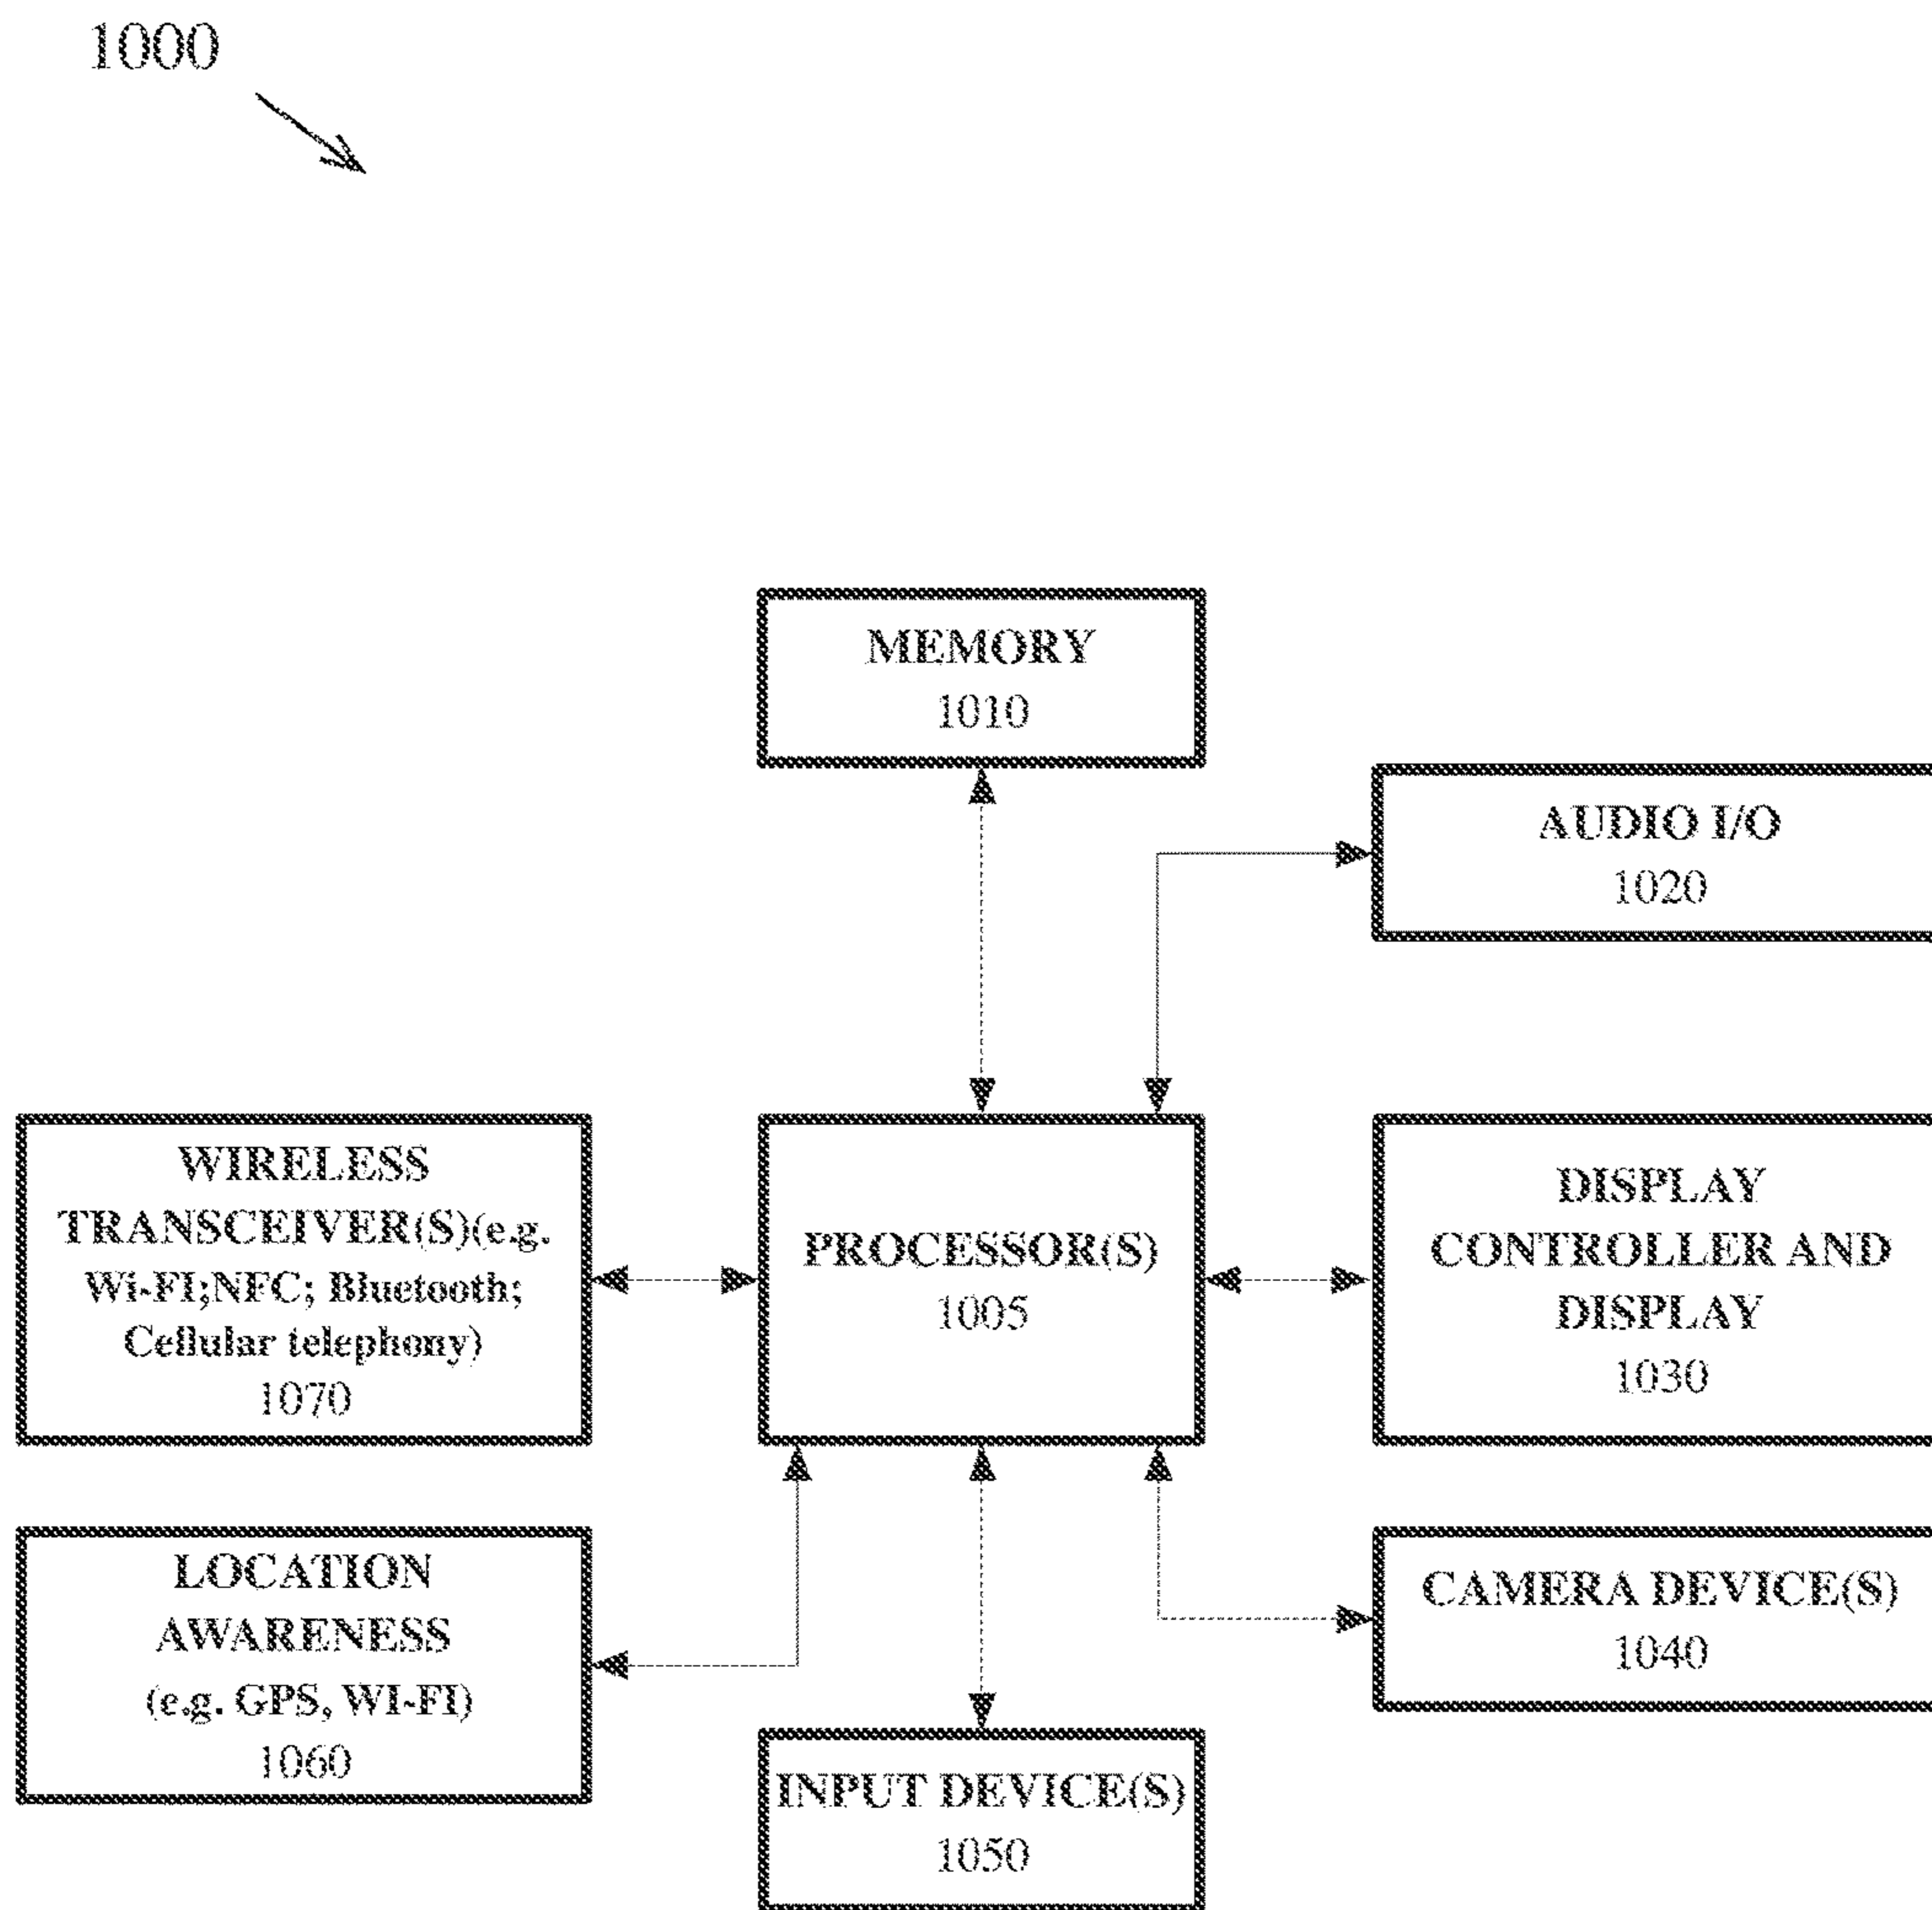 1000
MEMORY
1010
AUDIO I/O
1020
WIRELESS
TRANSCEIVER(S)(e.g.
Wi-FI;NFC; Bluetooth;
Cellular telephony)
1070
PROCESSOR(S)
1005
DISPLAY
CONTROLLER AND
DISPLAY
1030
LOCATION
AWARENESS
(e.g. GPS, WI-FI)
1060
INPUT DEVICE(S)
1050
CAMERA DEVICE(S)
1040